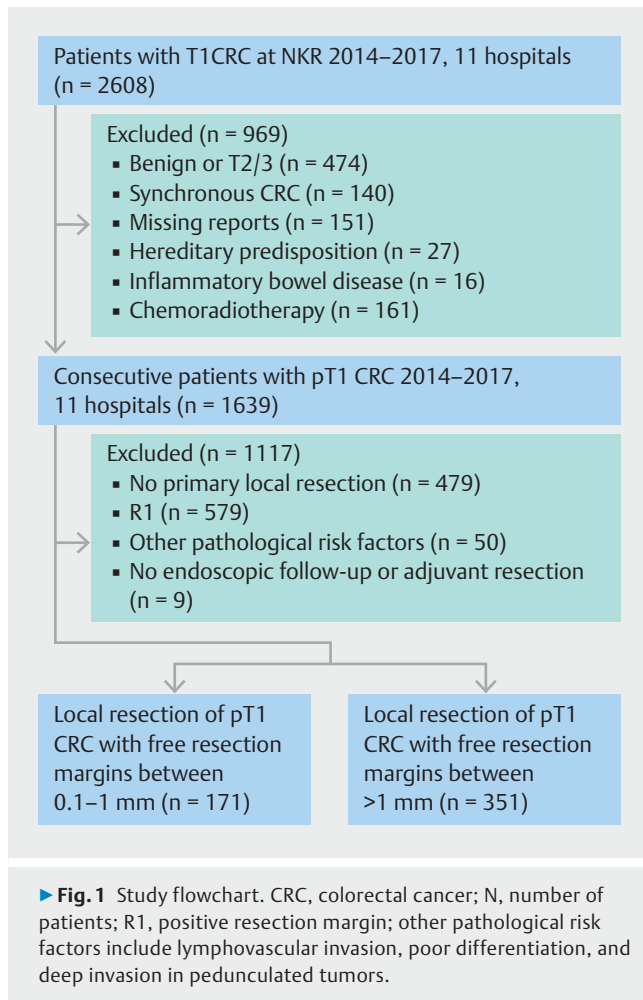 Patients with T1CRC at NKR 2014–2017, 11 hospitals
(n = 2608)
Excluded (n = 969)
▪ Benign or T2/3 (n = 474)
▪ Synchronous CRC (n = 140)
▪ Missing reports (n = 151)
▪ Hereditary predisposition (n = 27)
▪ Inflammatory bowel disease (n = 16)
▪ Chemoradiotherapy (n = 161)
Consecutive patients with pT1 CRC 2014–2017,
11 hospitals (n = 1639)
Excluded (n = 1117)
▪ No primary local resection (n = 479)
▪ R1 (n = 579)
▪ Other pathological risk factors (n = 50)
▪ No endoscopic follow-up or adjuvant resection
(n = 9)
Local resection of pT1
CRC with free resection
margins between
0.1–1 mm (n = 171)
Local resection of pT1
CRC with free resection
margins between
>1 mm (n = 351)
▶Fig. 1 Study flowchart. CRC, colorectal cancer; N, number of
patients; R1, positive resection margin; other pathological risk
factors include lymphovascular invasion, poor differentiation, and
deep invasion in pedunculated tumors.